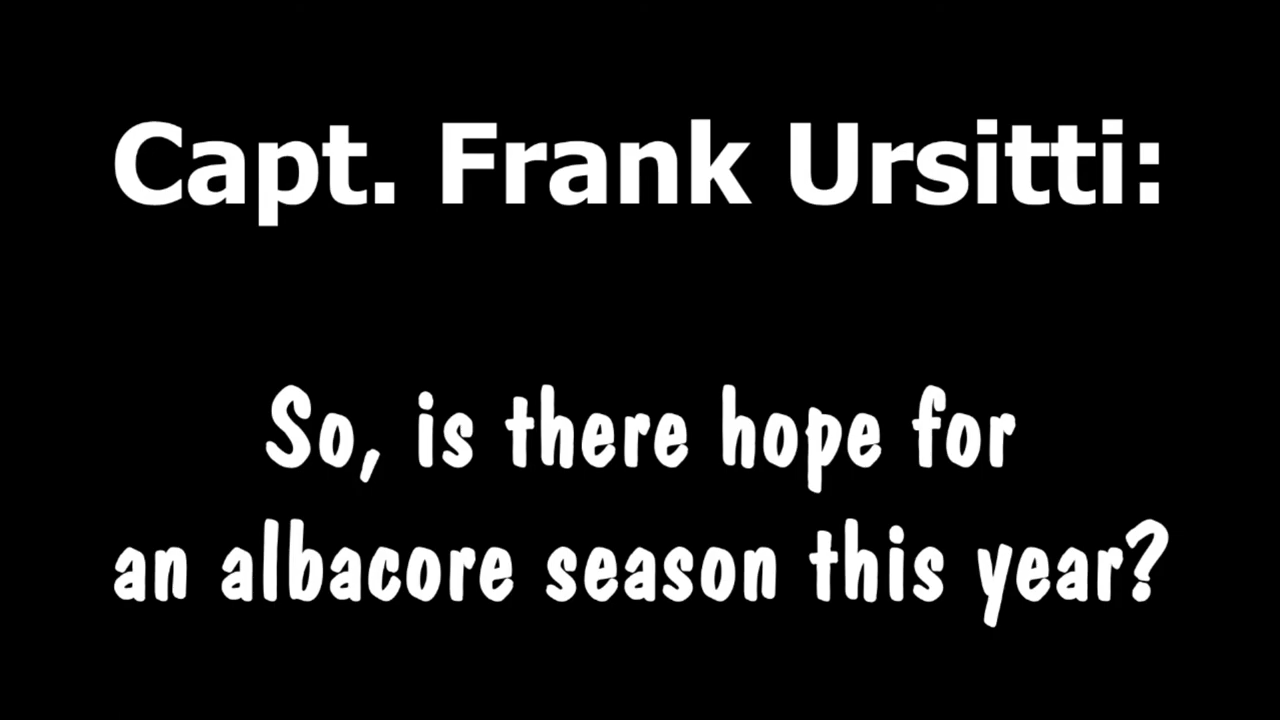 Capt. Frank Ursitti:
So, is there hope for
an albacore season this year?